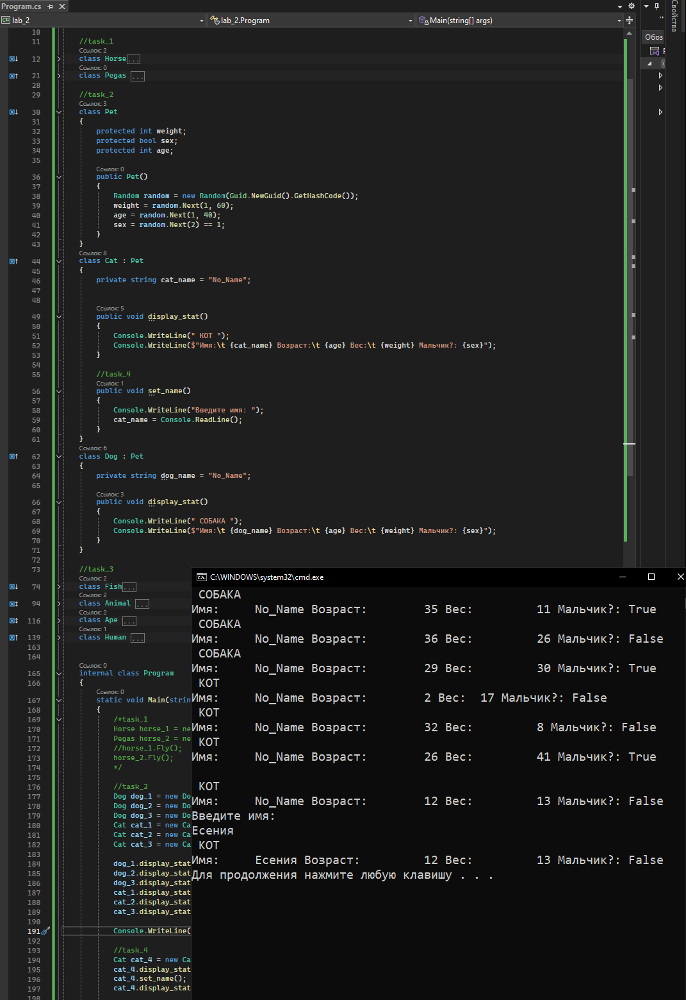 Program.cs
lab_2
lab_2.Program
Main(string[] args)
Свойства
Обоз
10
11 //task_1
Ссылок: 2
12 class Horse...
Ссылок: 0
21 class Pegas ...
28
29 //task_2
Ссылок: 3
30 class Pet
31 {
32 protected int weight;
33 protected bool sex;
34 protected int age;
35
Ссылок: 0
36 public Pet()
37 {
38 Random random = new Random(Guid.NewGuid().GetHashCode());
39 weight = random.Next(1, 60);
40 age = random.Next(1, 40);
41 sex = random.Next(2) == 1;
42 }
43 }
Ссылок: 8
44 class Cat : Pet
45 {
46 private string cat_name = "No_Name";
47
48
Ссылок: 5
49 public void display_stat()
50 {
51 Console.WriteLine(" КОТ ");
52 Console.WriteLine($"Имя:\t {cat_name} Возраст:\t {age} Вес:\t {weight} Мальчик?: {sex}");
53 }
54
55 //task_4
Ссылок: 1
56 public void set_name()
57 {
58 Console.WriteLine("Введите имя: ");
59 cat_name = Console.ReadLine();
60 }
61 }
Ссылок: 6
62 class Dog : Pet
63 {
64 private string dog_name = "No_Name";
65
Ссылок: 3
66 public void display_stat()
67 {
68 Console.WriteLine(" СОБАКА ");
69 Console.WriteLine($"Имя:\t {dog_name} Возраст:\t {age} Вес:\t {weight} Мальчик?: {sex}");
70 }
71 }
72
73 //task_3
Ссылок: 2
74 class Fish...
Ссылок: 2
94 class Animal ...
Ссылок: 2
116 class Ape ...
Ссылок: 1
139 class Human ...
163
164
Ссылок: 0
165 internal class Program
166 {
Ссылок: 0
167 static void Main(strin
168 {
169 /*task_1
170 Horse horse_1 = ne
171 Pegas horse_2 = ne
172 //horse_1.Fly();
173 horse_2.Fly();
174 */
175
176 //task_2
177 Dog dog_1 = new Do
178 Dog dog_2 = new Do
179 Dog dog_3 = new Do
180 Cat cat_1 = new Ca
181 Cat cat_2 = new Ca
182 Cat cat_3 = new Ca
183
184 dog_1.display_stat
185 dog_2.display_stat
186 dog_3.display_stat
187 cat_1.display_stat
188 cat_2.display_stat
189 cat_3.display_stat
190
191 Console.WriteLine(
192
193 //task_4
194 Cat cat_4 = new Ca
195 cat_4.display_stat
196 cat_4.set_name();
197 cat_4.display_stat
198
C:\WINDOWS\system32\cmd.exe
СОБАКА
Имя: No_Name Возраст: 35 Вес: 11 Мальчик?: True
СОБАКА
Имя: No_Name Возраст: 36 Вес: 26 Мальчик?: False
СОБАКА
Имя: No_Name Возраст: 29 Вес: 30 Мальчик?: True
КОТ
Имя: No_Name Возраст: 2 Вес: 17 Мальчик?: False
КОТ
Имя: No_Name Возраст: 32 Вес: 8 Мальчик?: False
КОТ
Имя: No_Name Возраст: 26 Вес: 41 Мальчик?: True
КОТ
Имя: No_Name Возраст: 12 Вес: 13 Мальчик?: False
Введите имя:
Есения
КОТ
Имя: Есения Возраст: 12 Вес: 13 Мальчик?: False
Для продолжения нажмите любую клавишу . . .